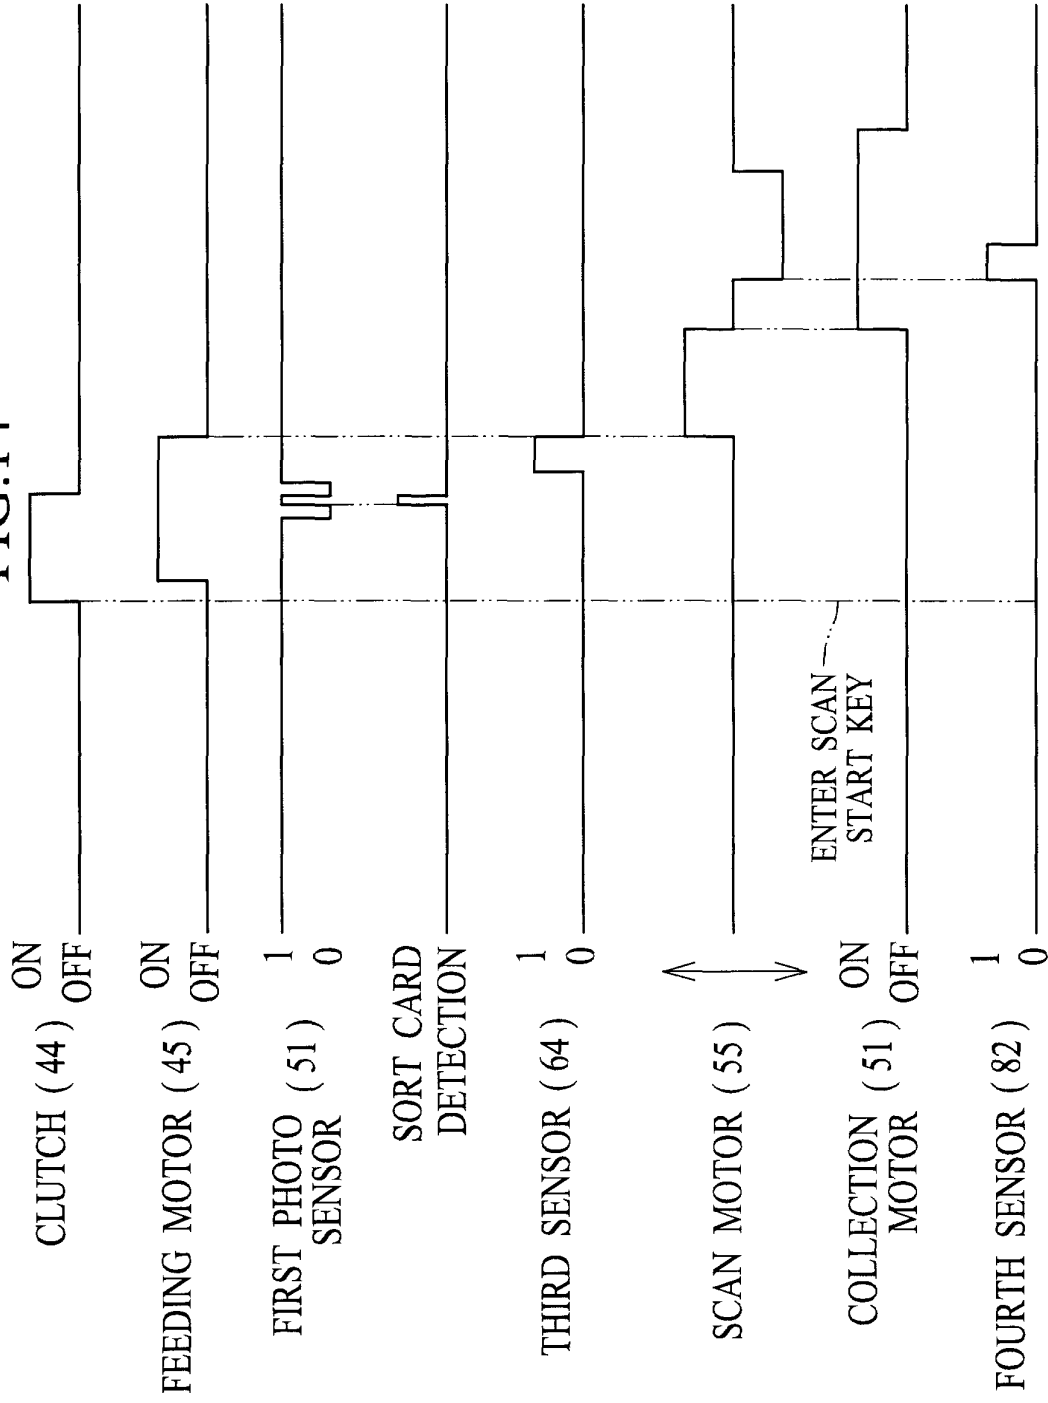 CLUTCH (44) ON
OFF
FEEDING MOTOR (45) ON
OFF
FIRST PHOTO (51) 1
SENSOR 0
SORT CARD
DETECTION
THIRD SENSOR (64) 1
0
SCAN MOTOR (55)
ENTER SCAN
START KEY
COLLECTION (51) ON
MOTOR OFF
FOURTH SENSOR (82) 1
0